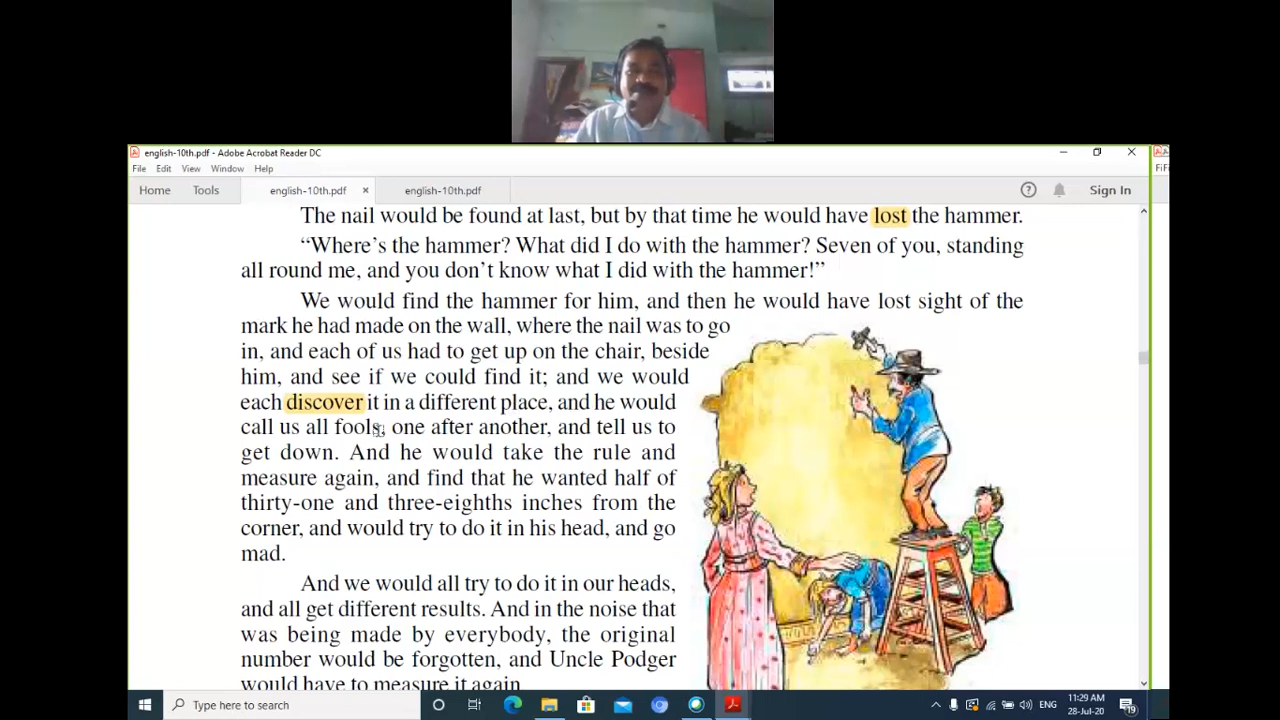 english-10th.pdf - Adobe Acrobat Reader DC
File Edit View Window Help
Home Tools english-10th.pdf × english-10th.pdf Sign In
FiFi
The nail would be found at last, but by that time he would have lost the hammer.
“Where’s the hammer? What did I do with the hammer? Seven of you, standing
all round me, and you don’t know what I did with the hammer!”
We would find the hammer for him, and then he would have lost sight of the
mark he had made on the wall, where the nail was to go
in, and each of us had to get up on the chair, beside
him, and see if we could find it; and we would
each discover it in a different place, and he would
call us all fools, one after another, and tell us to
get down. And he would take the rule and
measure again, and find that he wanted half of
thirty-one and three-eighths inches from the
corner, and would try to do it in his head, and go
mad.
And we would all try to do it in our heads,
and all get different results. And in the noise that
was being made by everybody, the original
number would be forgotten, and Uncle Podger
would have to measure it again.
Type here to search
ENG
11:29 AM
28-Jul-20
19